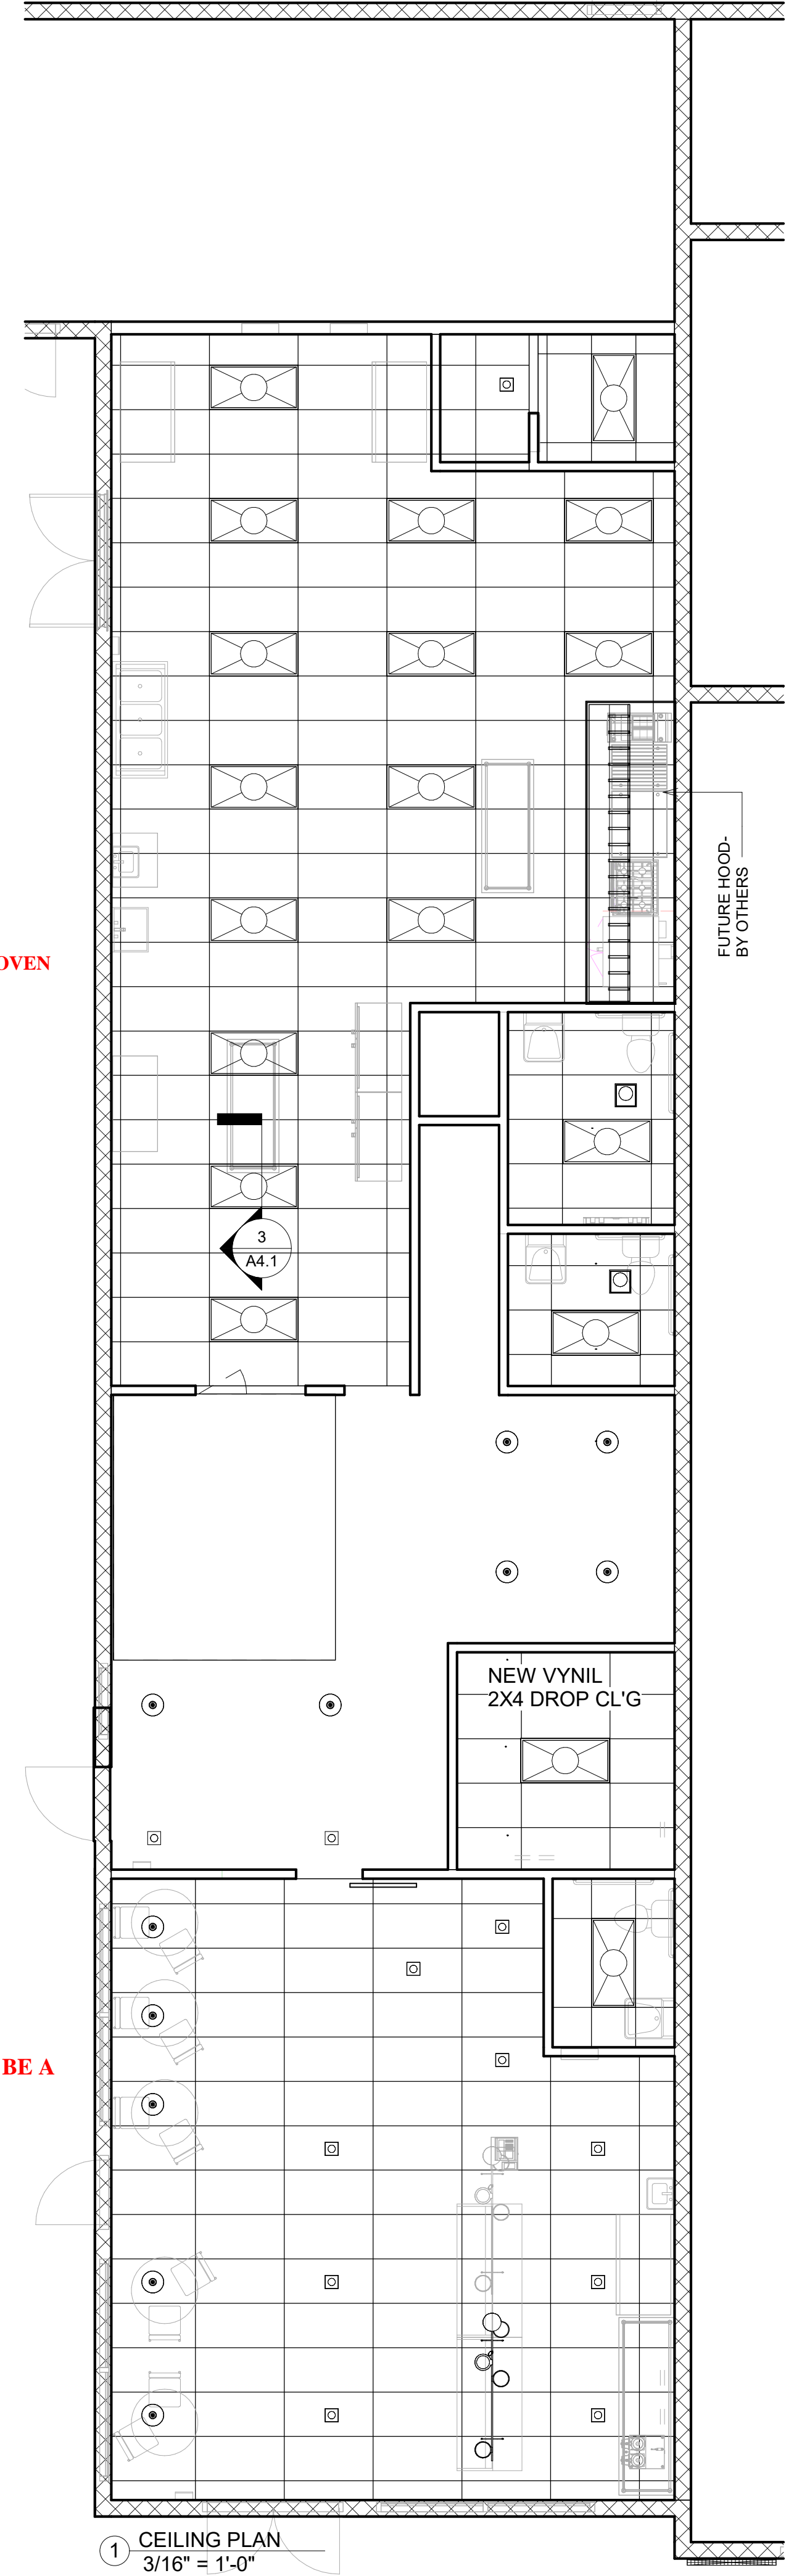 FUTURE HOOD-
BY OTHERS
OVEN
3
A4.1
NEW VYNIL
2X4 DROP CL'G
BE A
1
CEILING PLAN
3/16" = 1'-0"